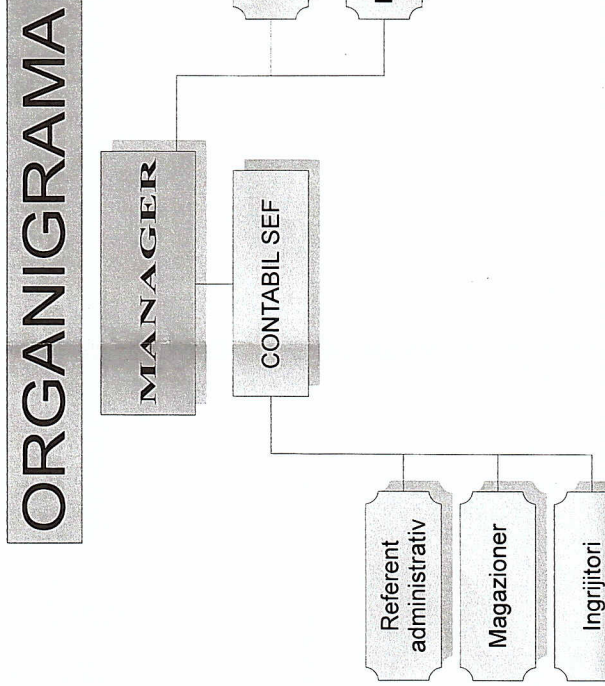 ORGANIGRAMA
MANAGER
CONTABIL SEF
Referent
administrativ
Magazioner
Ingrijitori